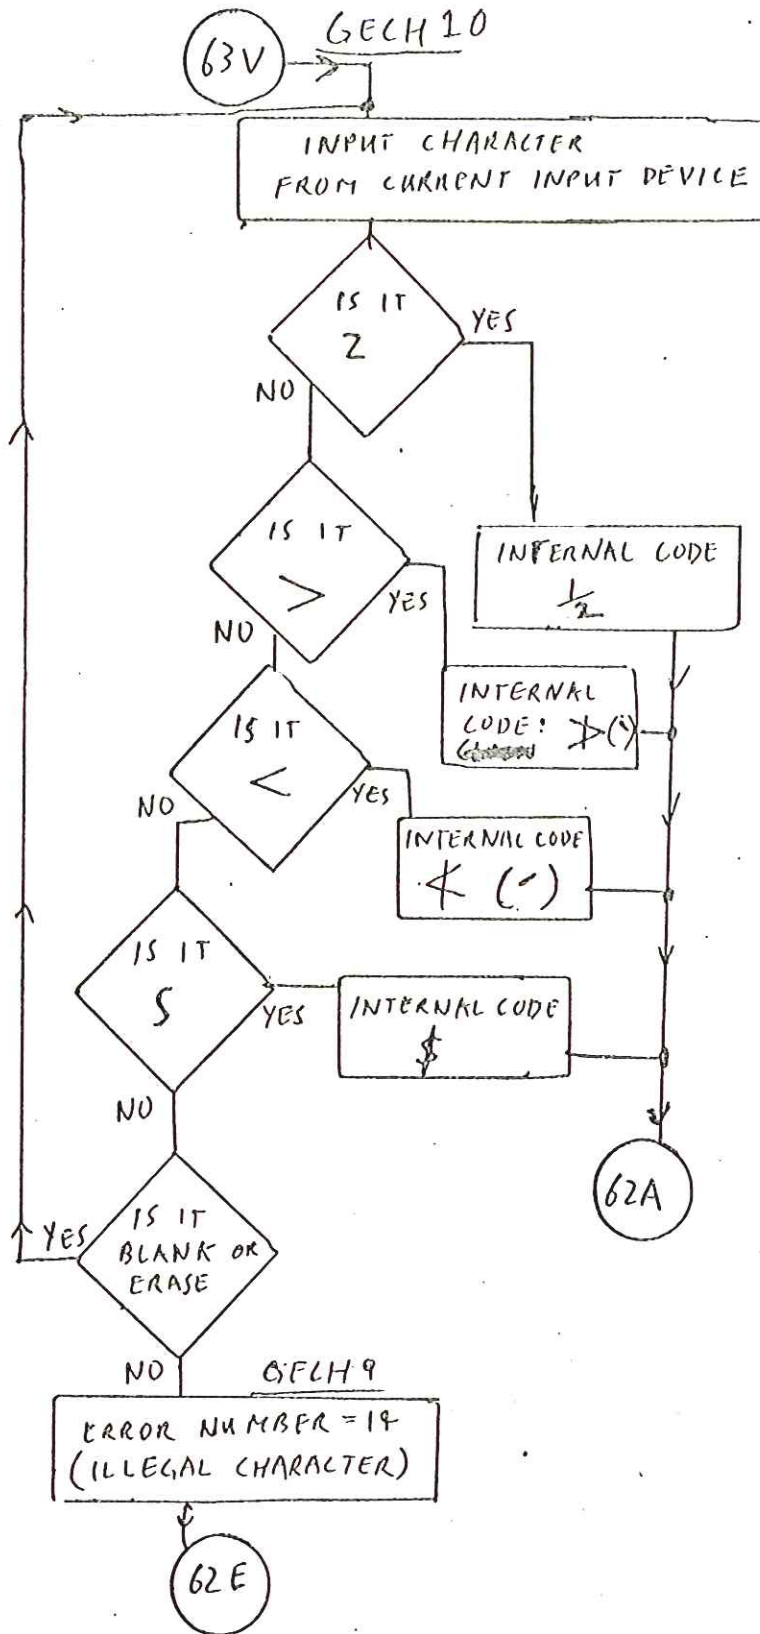 63V
GECH 10
INPUT CHARACTER
FROM CURRENT INPUT DEVICE
IS IT
Z
YES
NO
IS IT
>
YES
NO
INTERNAL CODE
½
INTERNAL
CODE:
≯(')
IS IT
<
YES
NO
INTERNAL CODE
≮ (-)
IS IT
S
YES
NO
INTERNAL CODE
$
62A
YES
IS IT
BLANK OR
ERASE
NO
GECH 9
ERROR NUMBER = 14
(ILLEGAL CHARACTER)
62E